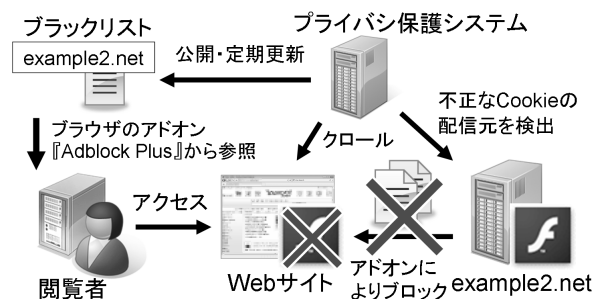 ブラックリスト
example2.net
プライバシ保護システム
公開・定期更新
不正なCookieの
配信元を検出
ブラウザのアドオン
『Adblock Plus』から参照
クロール
アクセス
閲覧者
Webサイト
アドオンに
よりブロック
example2.net